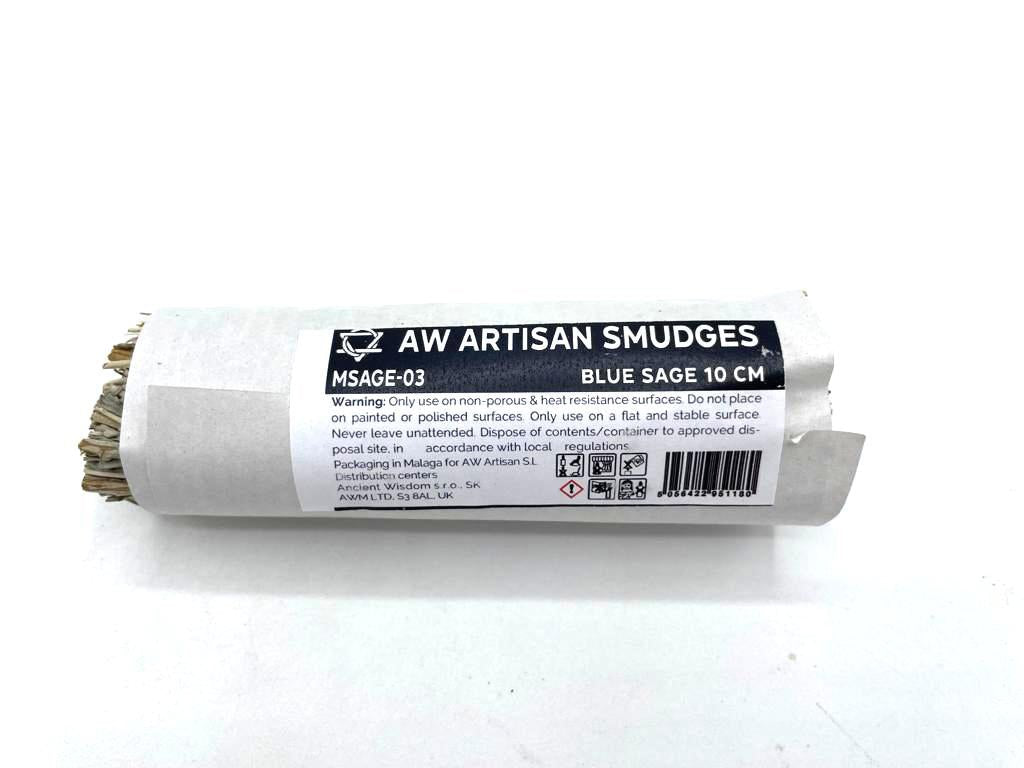 AW ARTISAN SMUDGES
MSAGE-03 BLUE SAGE 10 CM
Warning: Only use on non-porous & heat resistance surfaces. Do not place
on painted or polished surfaces. Only use on a flat and stable surface.
Never leave unattended. Dispose of contents/container to approved dis-
posal site, in accordance with local regulations.
Packaging in Malaga for AW Artisan S.L
Distribution centers
Ancient Wisdom s.r.o., SK
AWM LTD, S3 8AL, UK
5 056422 951180